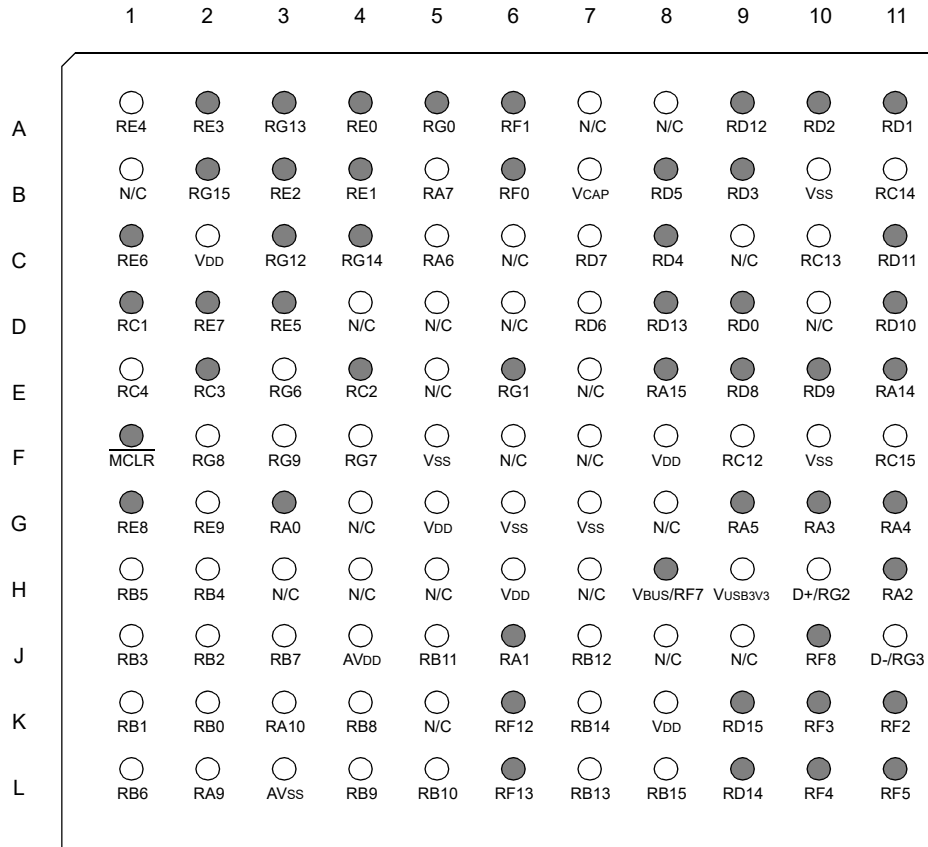 1 2 3 4 5 6 7 8 9 10 11
A
RE4 RE3 RG13 RE0 RG0 RF1 N/C N/C RD12 RD2 RD1
B
N/C RG15 RE2 RE1 RA7 RF0 VCAP RD5 RD3 VSS RC14
C
RE6 VDD RG12 RG14 RA6 N/C RD7 RD4 N/C RC13 RD11
D
RC1 RE7 RE5 N/C N/C N/C RD6 RD13 RD0 N/C RD10
E
RC4 RC3 RG6 RC2 N/C RG1 N/C RA15 RD8 RD9 RA14
F
MCLR RG8 RG9 RG7 VSS N/C N/C VDD RC12 VSS RC15
G
RE8 RE9 RA0 N/C VDD VSS VSS N/C RA5 RA3 RA4
H
RB5 RB4 N/C N/C N/C VDD N/C VBUS/RF7 VUSB3V3 D+/RG2 RA2
J
RB3 RB2 RB7 AVDD RB11 RA1 RB12 N/C N/C RF8 D-/RG3
K
RB1 RB0 RA10 RB8 N/C RF12 RB14 VDD RD15 RF3 RF2
L
RB6 RA9 AVSS RB9 RB10 RF13 RB13 RB15 RD14 RF4 RF5